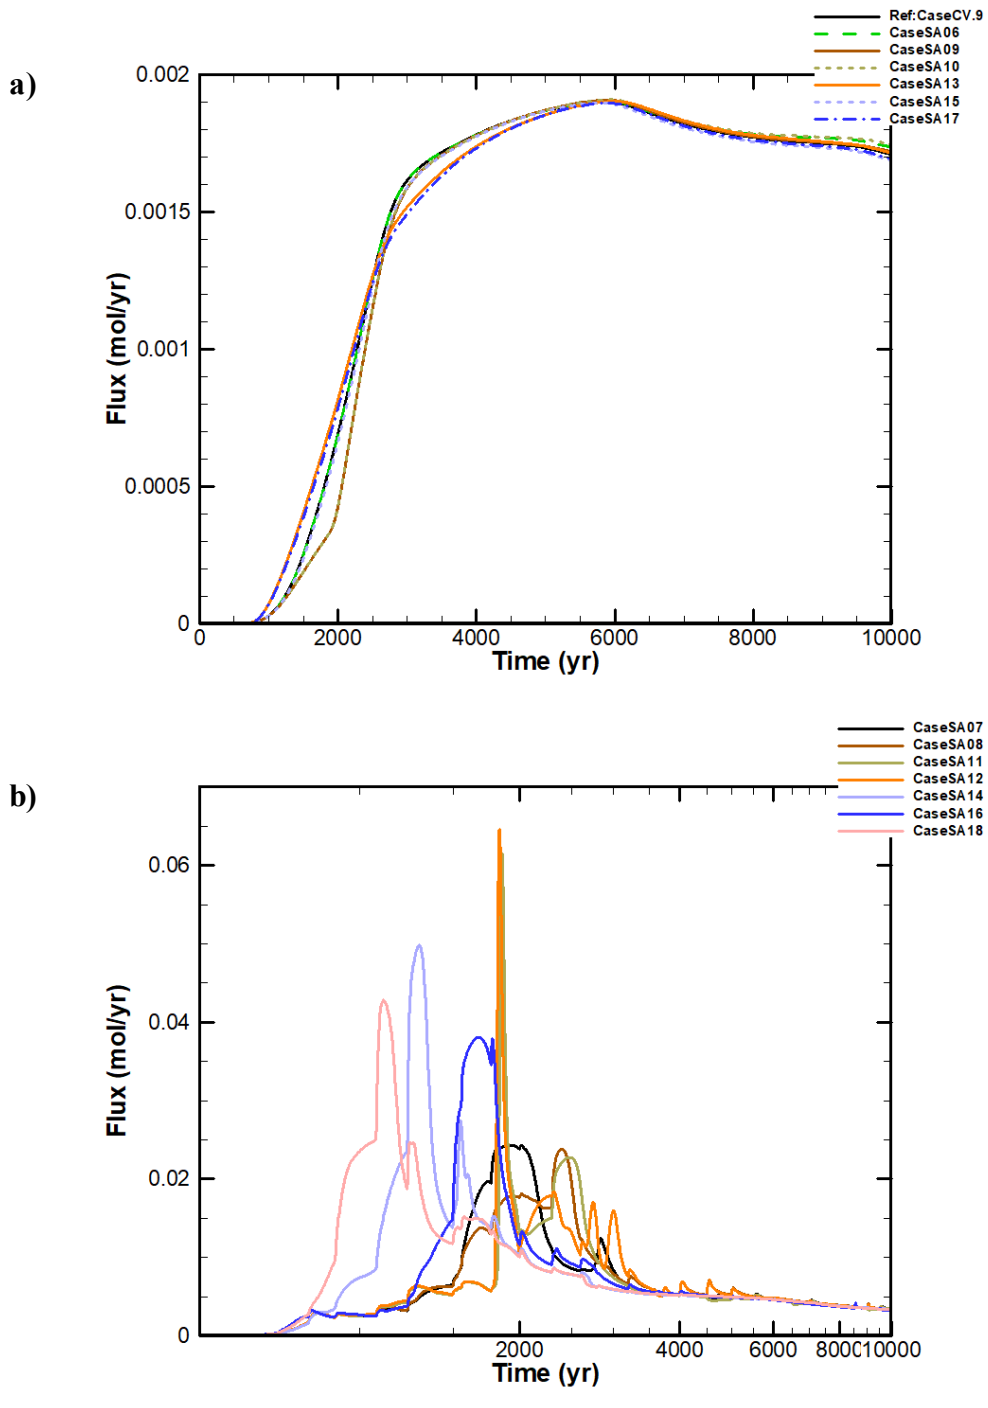 a)
Ref:CaseCV.9
CaseSA06
CaseSA09
CaseSA10
CaseSA13
CaseSA15
CaseSA17
0.002
0.0015
0.001
0.0005
0
Flux (mol/yr)
0 2000 4000 6000 8000 10000
Time (yr)
b)
CaseSA07
CaseSA08
CaseSA11
CaseSA12
CaseSA14
CaseSA16
CaseSA18
0.06
0.04
0.02
0
Flux (mol/yr)
2000 4000 6000 800010000
Time (yr)